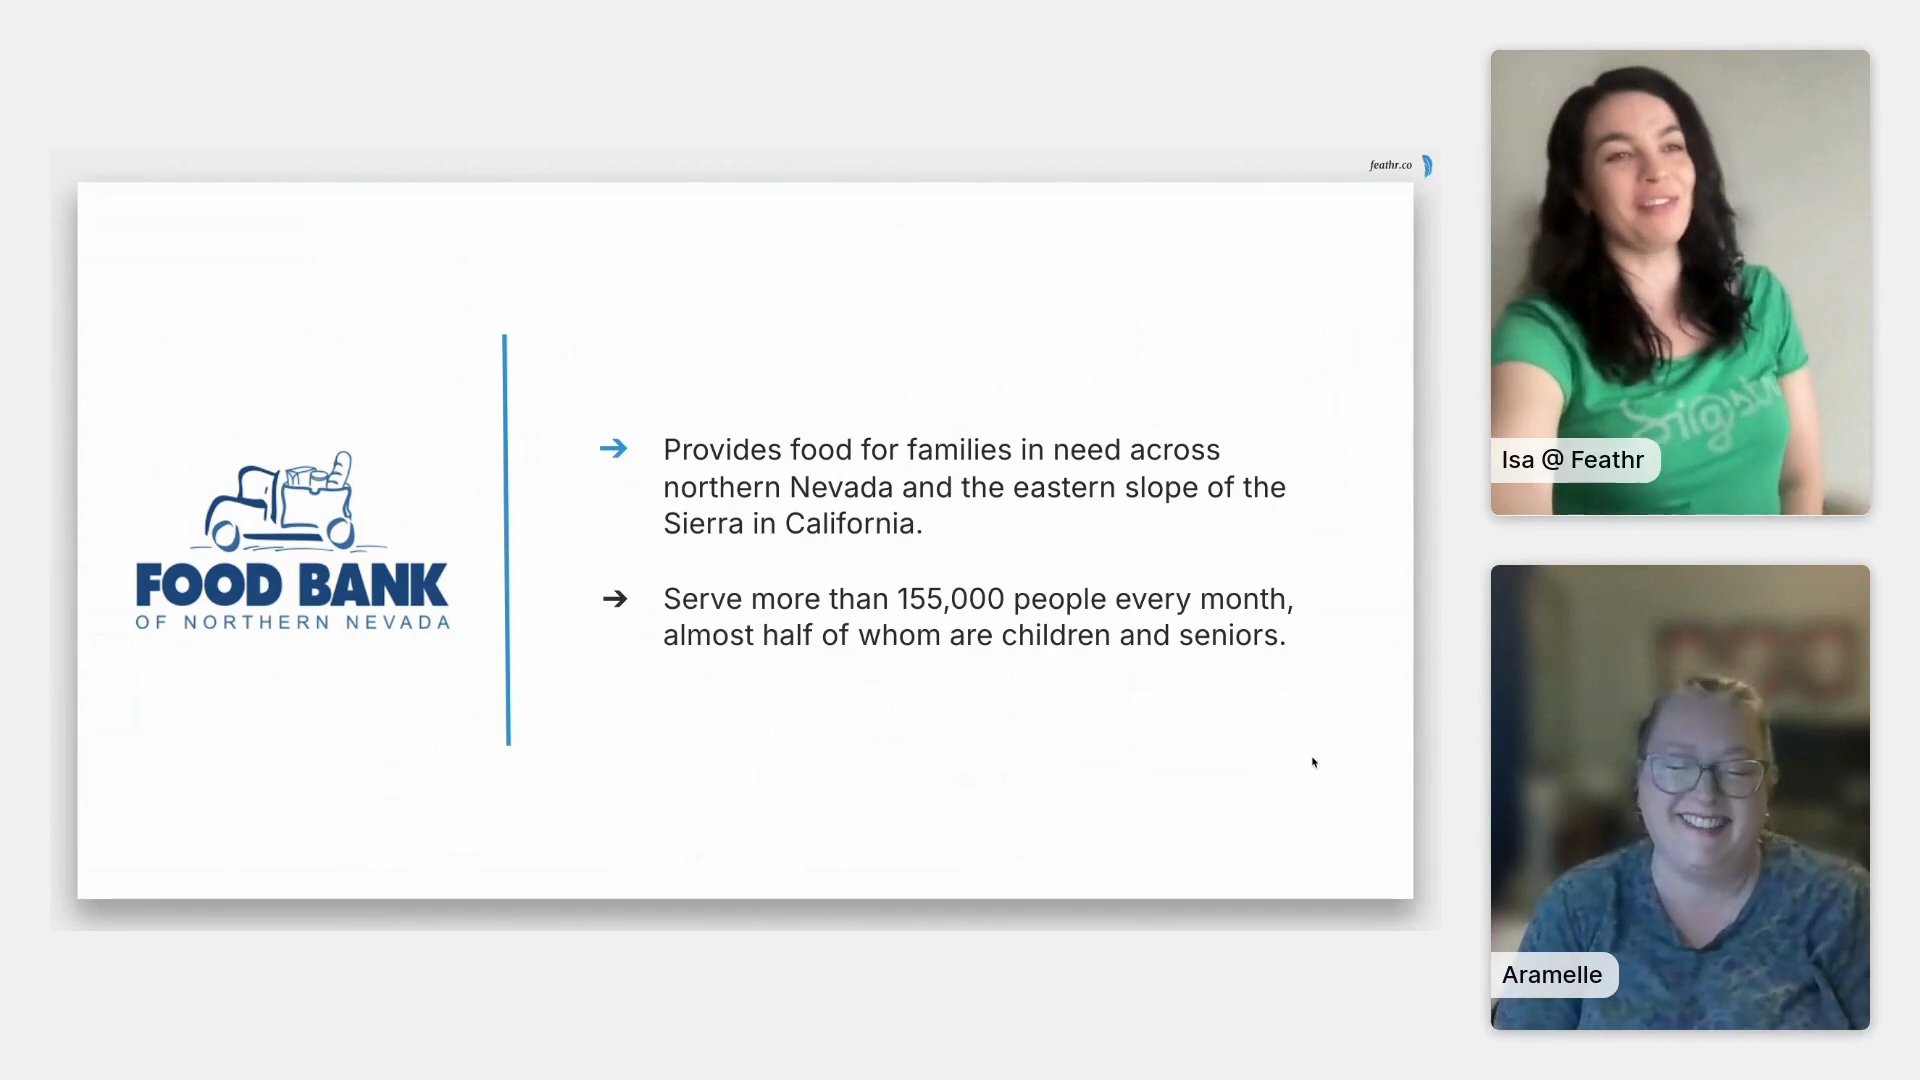 feathr.co
FOOD BANK
OF NORTHERN NEVADA
Provides food for families in need across
northern Nevada and the eastern slope of the
Sierra in California.
Serve more than 155,000 people every month,
almost half of whom are children and seniors.
Isa @ Feathr
Aramelle